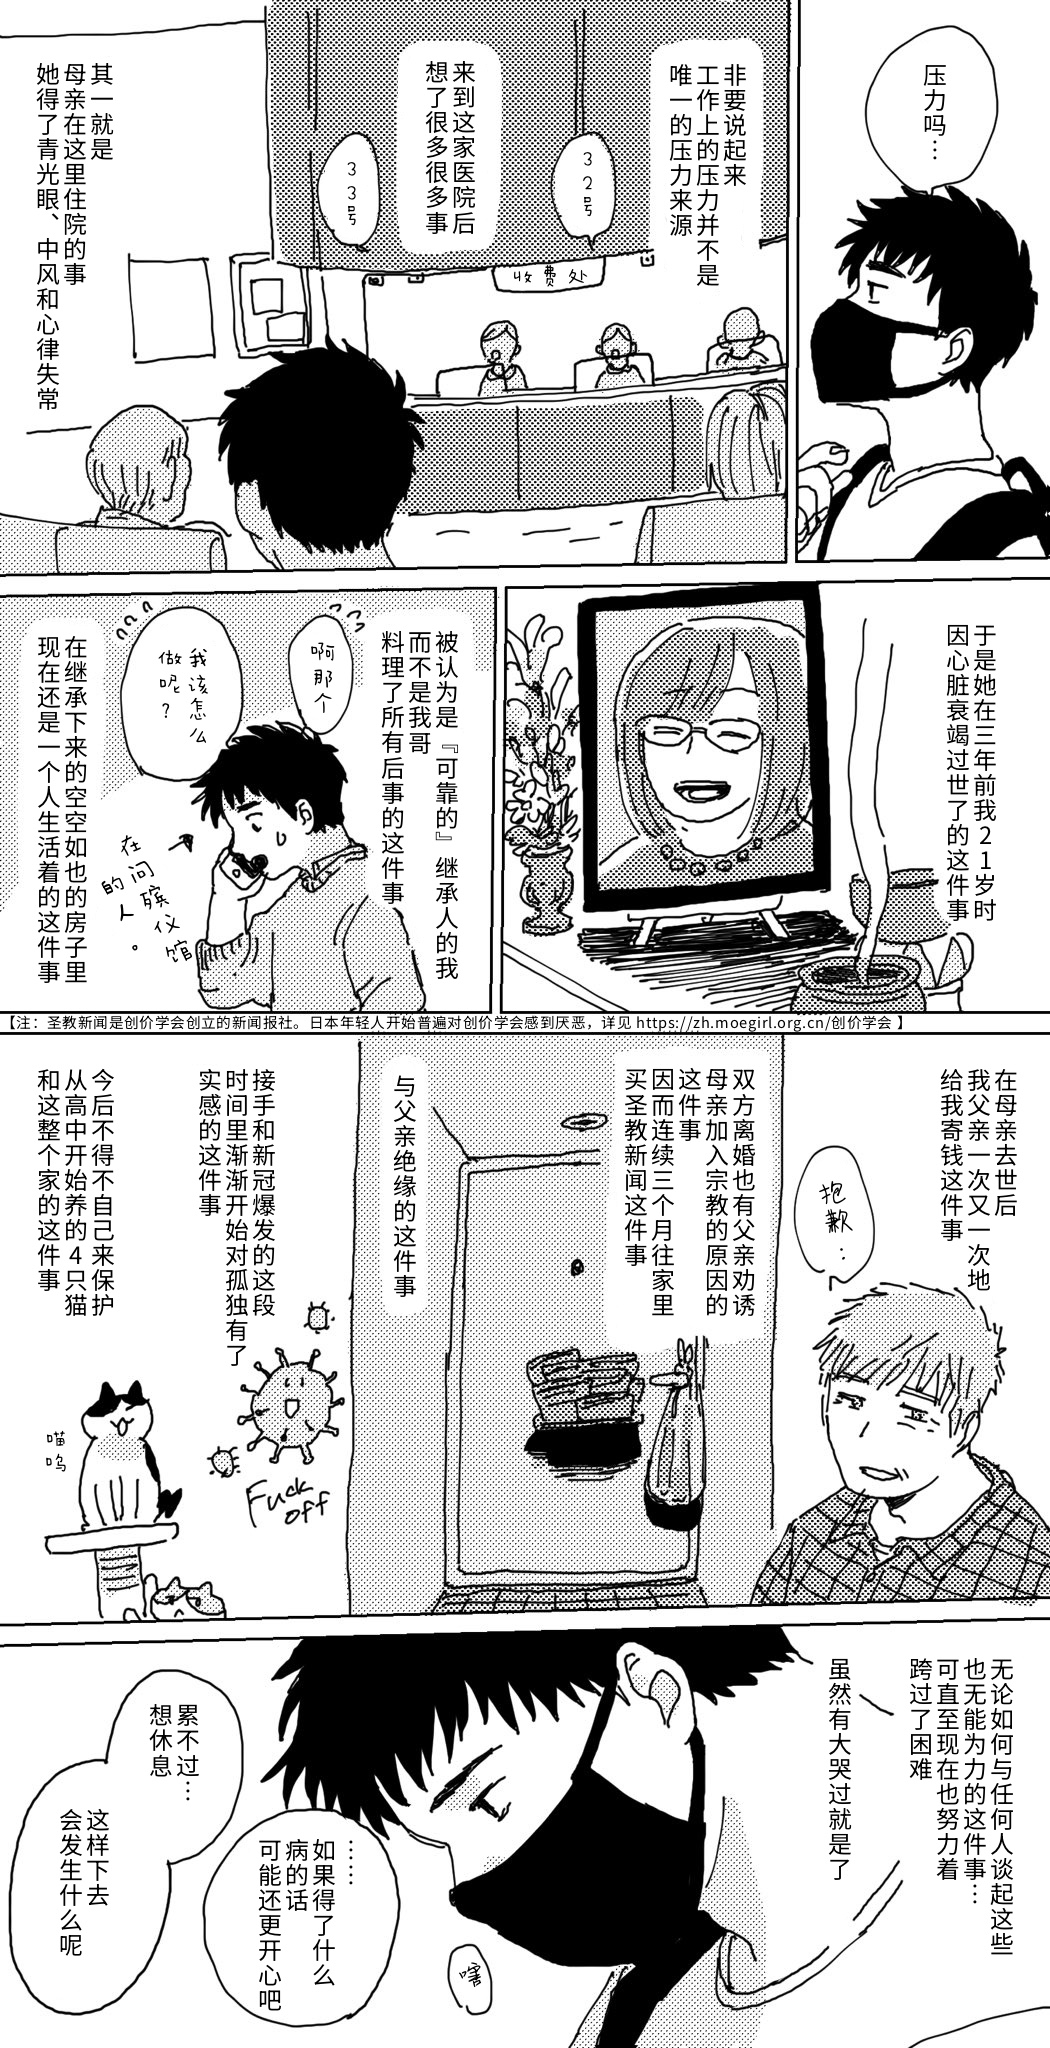 压力吗…
非要说起来
工作上的压力并不是
唯一的压力来源
32号
收费处
来到这家医院后
想了很多很多事
33号
其一就是
母亲在这里住院的事
她得了青光眼、中风和心律失常
于是她在三年前我21岁时
因心脏衰竭过世了的这件事
被认为是『可靠的』继承人的我
而不是我哥
料理了所有后事的这件事
啊那个
我该怎么
做呢？
在问殡仪馆
的人。
在继承下来的空空如也的房子里
现在还是一个人生活着的这件事
【注：圣教新闻是创价学会创立的新闻报社。日本年轻人开始普遍对创价学会感到厌恶，详见 https://zh.moegirl.org.cn/创价学会 】
在母亲去世后
我父亲一次又一次地
给我寄钱这件事
抱歉…
双方离婚也有父亲劝诱
母亲加入宗教的原因的
这件事
因而连续三个月往家里
买圣教新闻这件事
与父亲绝缘的这件事
接手和新冠爆发的这段
时间里渐渐开始对孤独有了
实感的这件事
Fuck
off
今后不得不自己来保护
从高中开始养的4只猫
和这整个家的这件事
喵
呜
无论如何与任何人谈起这些
也无能为力的这件事…
可直至现在也努力着
跨过了困难
虽然有大哭过就是了
嗐
……
如果得了什么
病的话
可能还更开心吧
累不过…
想休息
这样下去
会发生什么呢